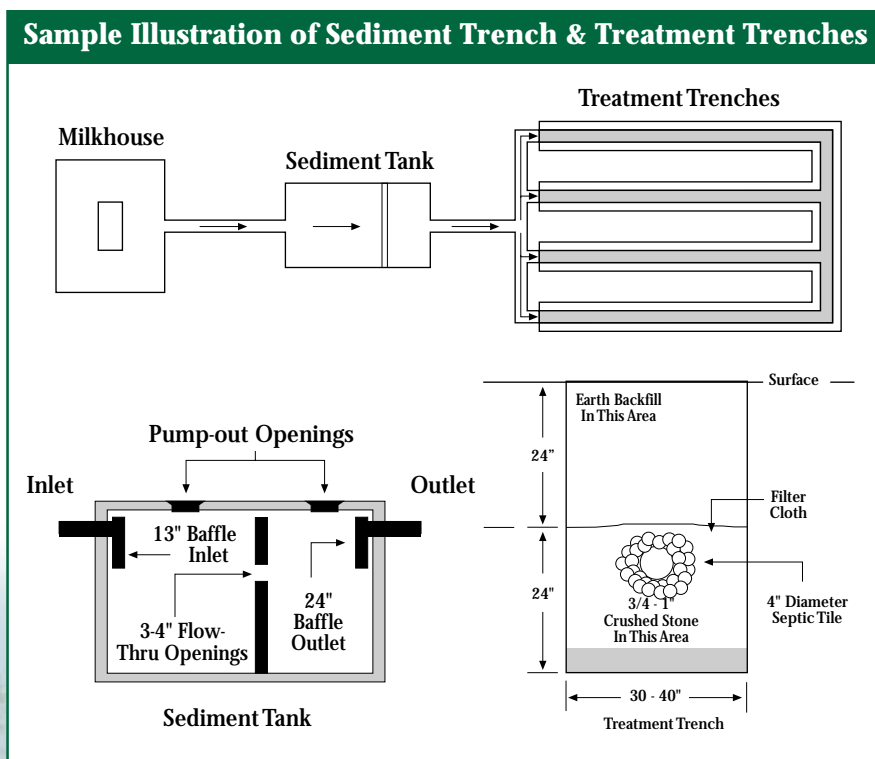 Sample Illustration of Sediment Trench & Treatment Trenches
Treatment Trenches
Milkhouse
Sediment Tank
Surface
Earth Backfill
In This Area
24"
Filter
Cloth
24"
3/4 - 1"
Crushed Stone
In This Area
4" Diameter
Septic Tile
30 - 40"
Treatment Trench
Pump-out Openings
Inlet
Outlet
13" Baffle
Inlet
3-4" Flow-
Thru Openings
24"
Baffle
Outlet
Sediment Tank